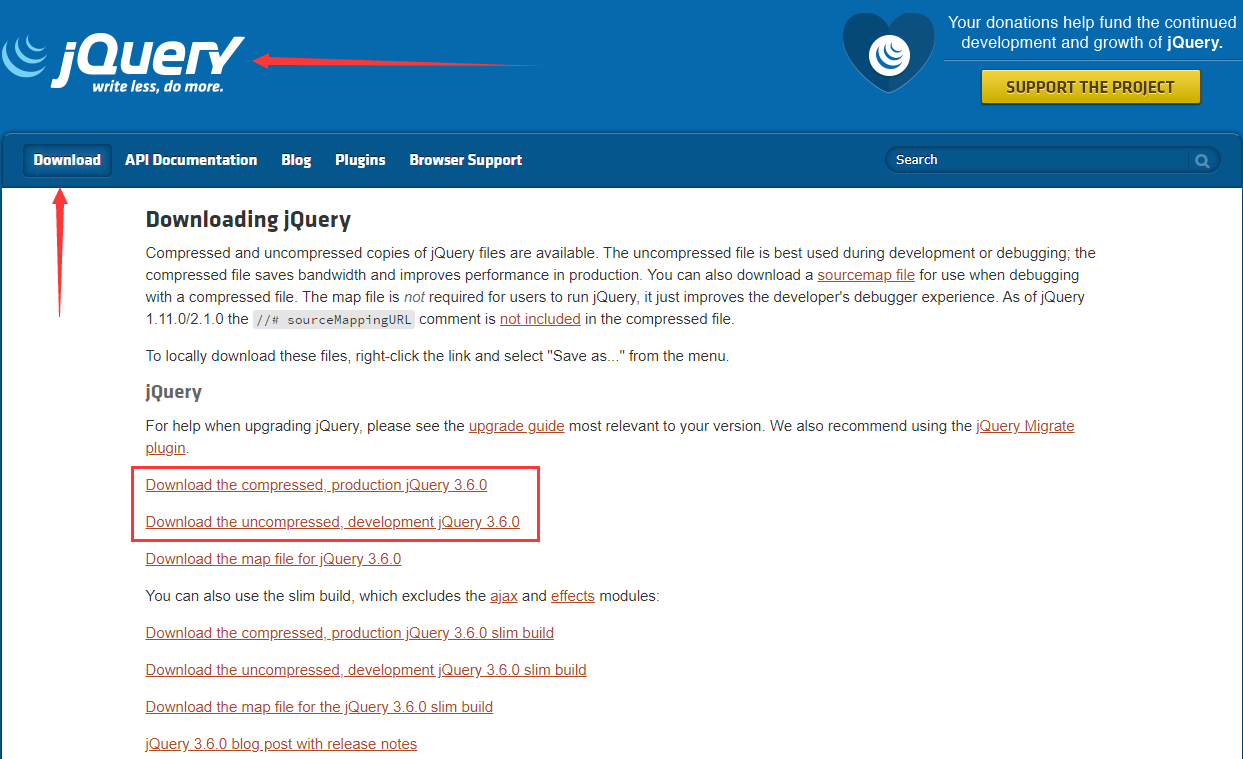 jQuery
write less, do more.
Your donations help fund the continued
development and growth of jQuery.
SUPPORT THE PROJECT
Download API Documentation Blog Plugins Browser Support Search
Downloading jQuery
Compressed and uncompressed copies of jQuery files are available. The uncompressed file is best used during development or debugging; the
compressed file saves bandwidth and improves performance in production. You can also download a sourcemap file for use when debugging
with a compressed file. The map file is not required for users to run jQuery, it just improves the developer's debugger experience. As of jQuery
1.11.0/2.1.0 the //# sourceMappingURL comment is not included in the compressed file.
To locally download these files, right-click the link and select "Save as..." from the menu.
jQuery
For help when upgrading jQuery, please see the upgrade guide most relevant to your version. We also recommend using the jQuery Migrate
plugin.
Download the compressed, production jQuery 3.6.0
Download the uncompressed, development jQuery 3.6.0
Download the map file for jQuery 3.6.0
You can also use the slim build, which excludes the ajax and effects modules:
Download the compressed, production jQuery 3.6.0 slim build
Download the uncompressed, development jQuery 3.6.0 slim build
Download the map file for the jQuery 3.6.0 slim build
jQuery 3.6.0 blog post with release notes